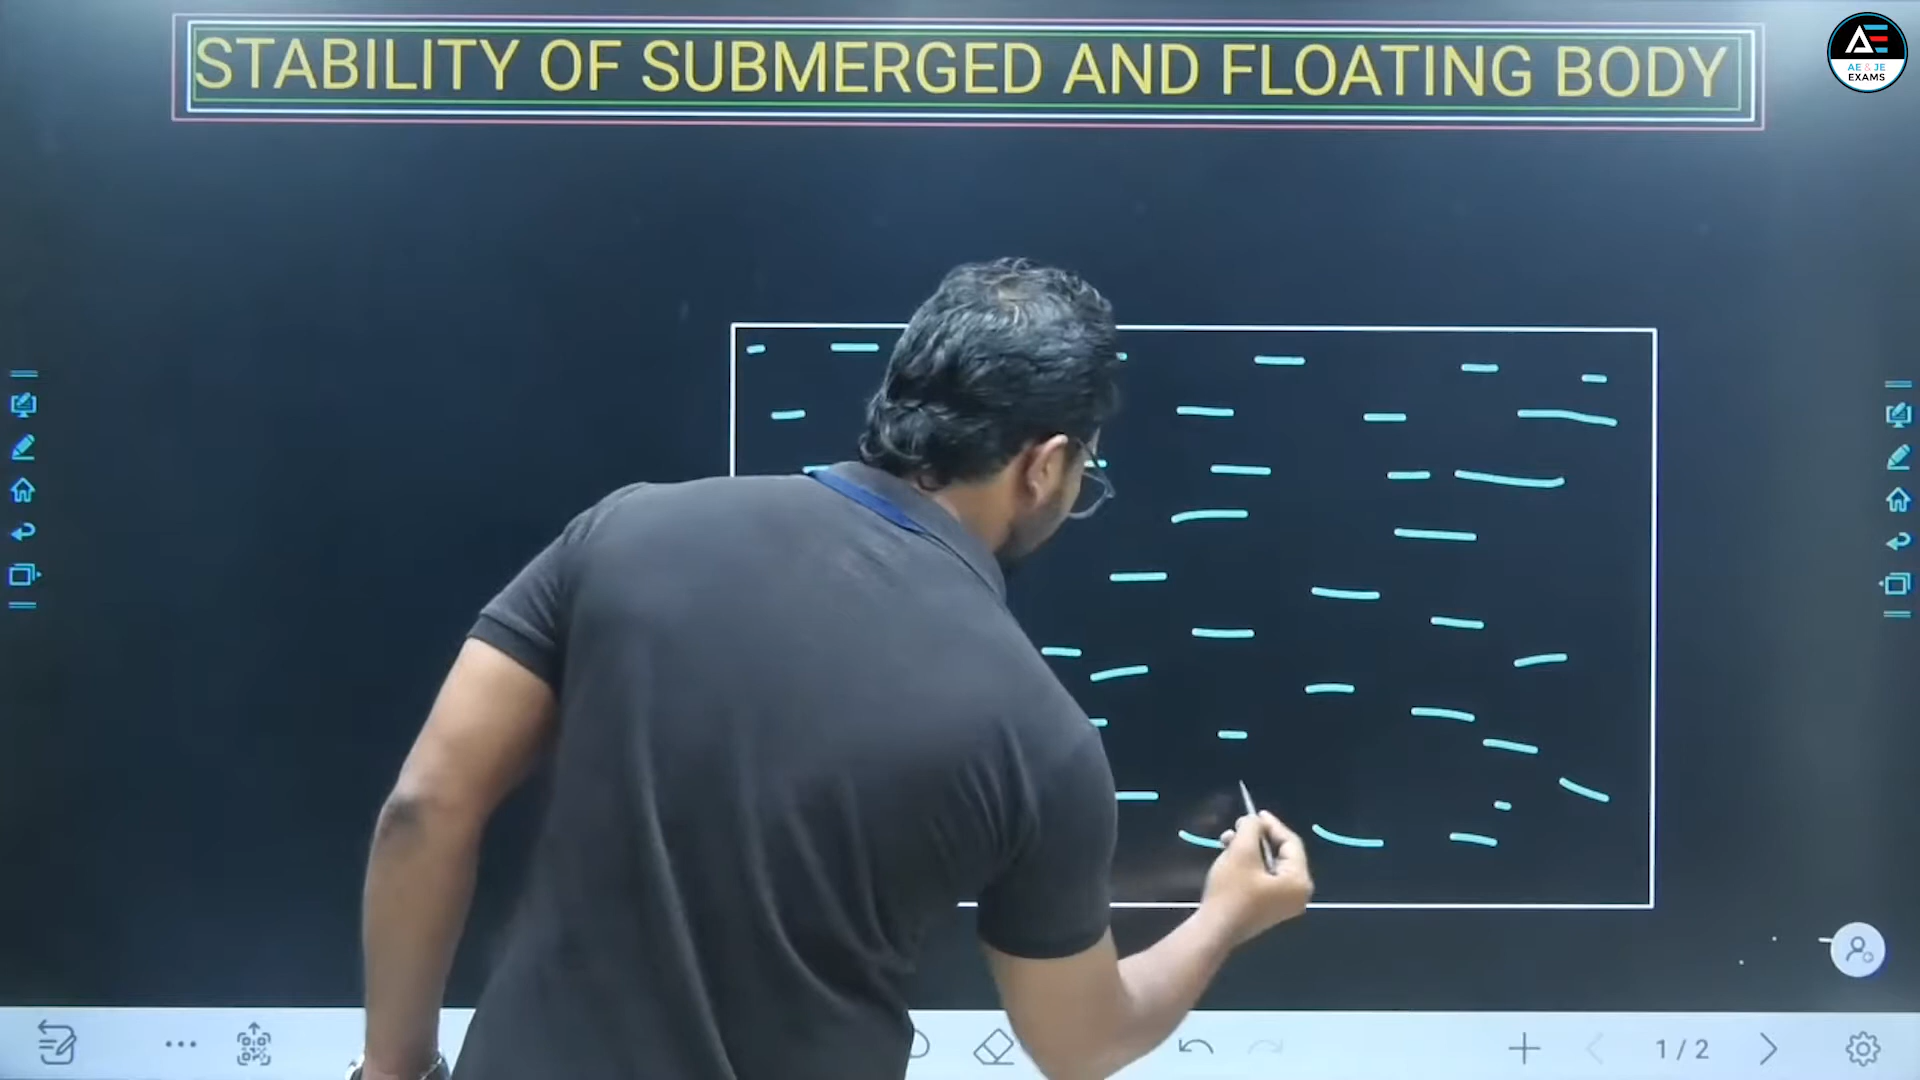 STABILITY OF SUBMERGED AND FLOATING BODY
AE & JE
EXAMS
1 / 2